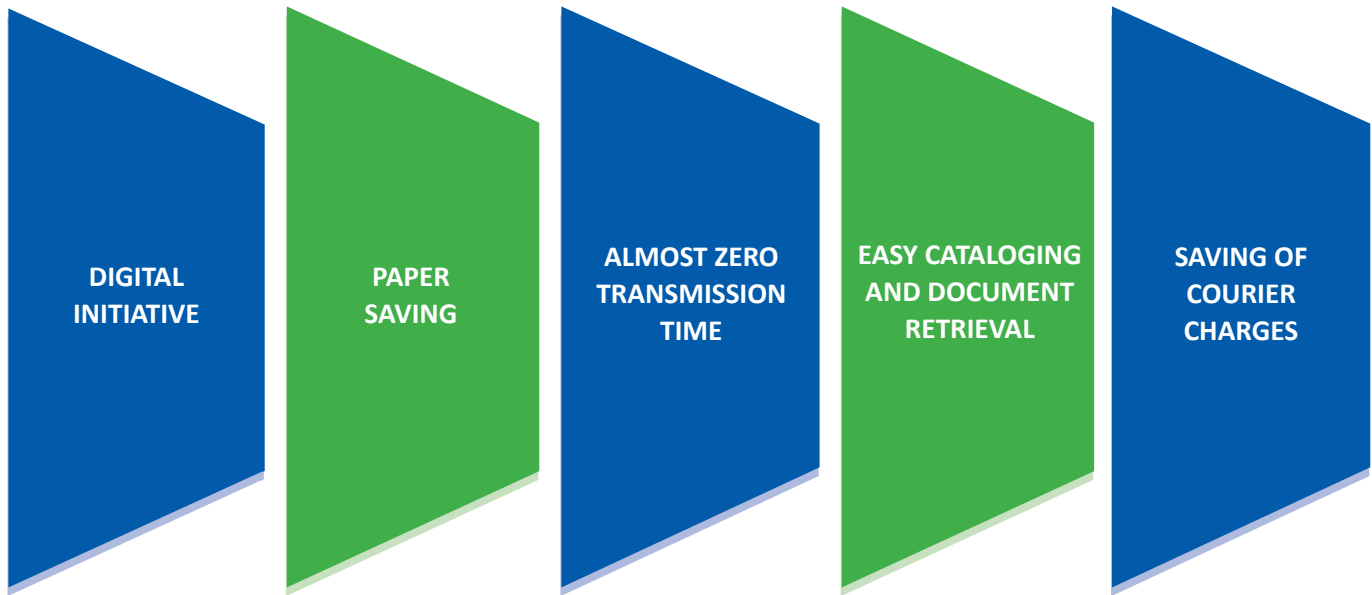 DIGITAL
INITIATIVE
PAPER
SAVING
ALMOST ZERO
TRANSMISSION
TIME
EASY CATALOGING
AND DOCUMENT
RETRIEVAL
SAVING OF
COURIER
CHARGES